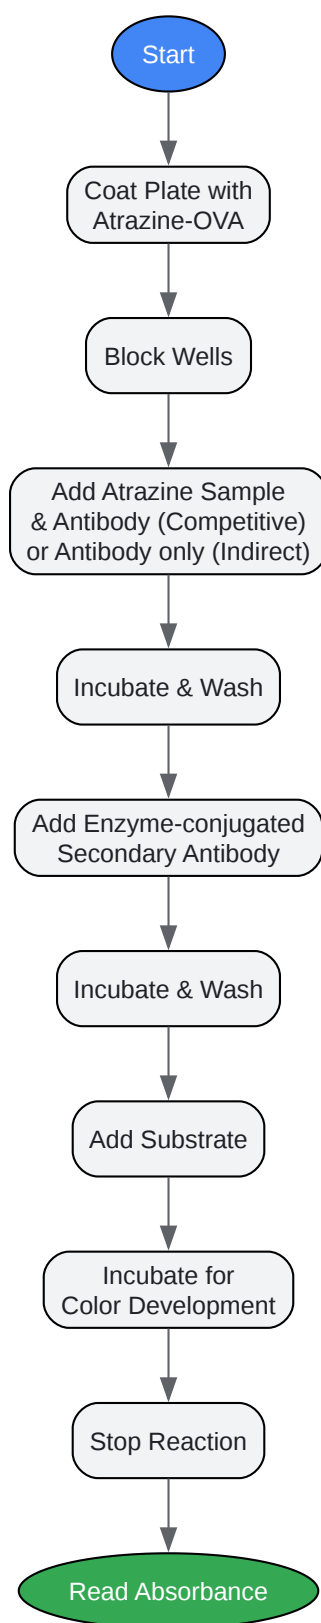 Start
Coat Plate with
Atrazine-OVA
Block Wells
Add Atrazine Sample
& Antibody (Competitive)
or Antibody only (Indirect)
Incubate & Wash
Add Enzyme-conjugated
Secondary Antibody
Incubate & Wash
Add Substrate
Incubate for
Color Development
Stop Reaction
Read Absorbance